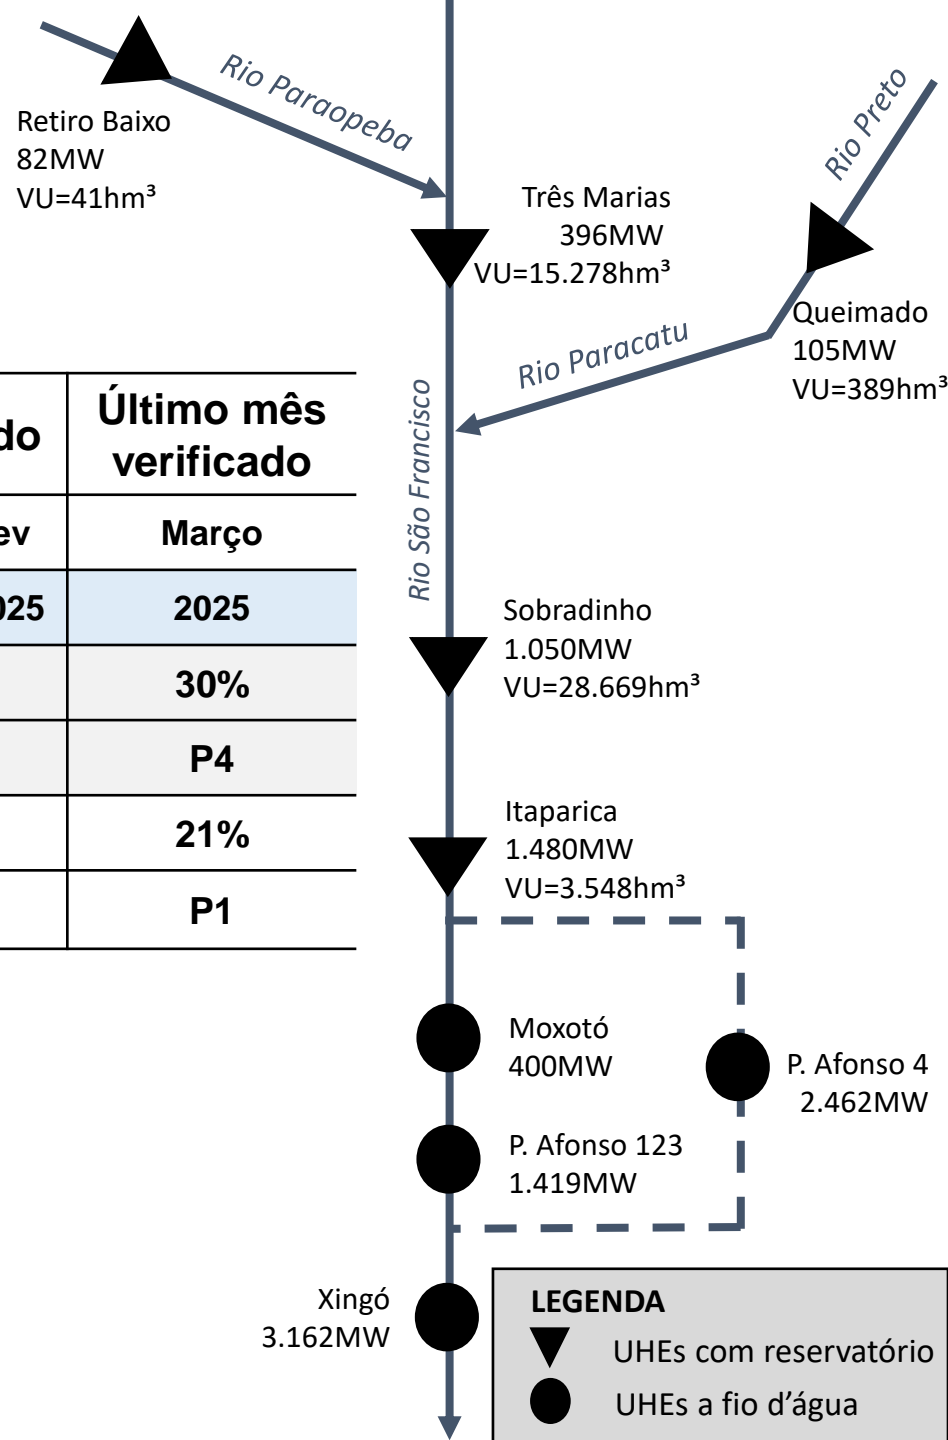 Rio Paraopeba
Rio Preto
Retiro Baixo
82MW
VU=41hm³
Três Marias
396MW
VU=15.278hm³
Queimado
105MW
VU=389hm³
Rio Paracatu
Rio São Francisco
do
Último mês
verificado
ev
Março
025
2025
30%
P4
21%
P1
Sobradinho
1.050MW
VU=28.669hm³
Itaparica
1.480MW
VU=3.548hm³
Moxotó
400MW
P. Afonso 4
2.462MW
P. Afonso 123
1.419MW
Xingó
3.162MW
LEGENDA
UHEs com reservatório
UHEs a fio d'água